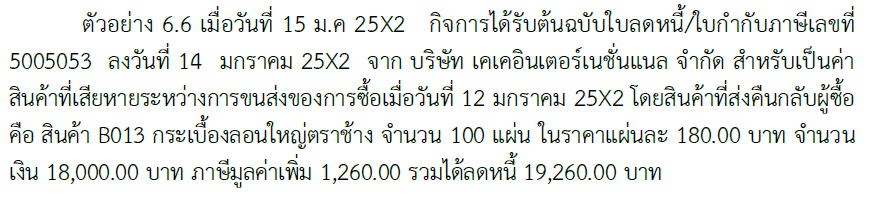 ตัวอย่าง 6.6 เมื่อวันที่ 15 ม.ค 25X2 กิจการได้รับต้นฉบับใบลดหนี้/ใบกำกับภาษีเลขที่
5005053 ลงวันที่ 14 มกราคม 25X2 จาก บริษัท เคเคอินเตอร์เนชั่นแนล จำกัด สำหรับเป็นค่า
สินค้าที่เสียหายระหว่างการขนส่งของการซื้อเมื่อวันที่ 12 มกราคม 25X2 โดยสินค้าที่ส่งคืนกลับผู้ซื้อ
คือ สินค้า B013 กระเบื้องลอนใหญ่ตราช้าง จำนวน 100 แผ่น ในราคาแผ่นละ 180.00 บาท จำนวน
เงิน 18,000.00 บาท ภาษีมูลค่าเพิ่ม 1,260.00 รวมได้ลดหนี้ 19,260.00 บาท